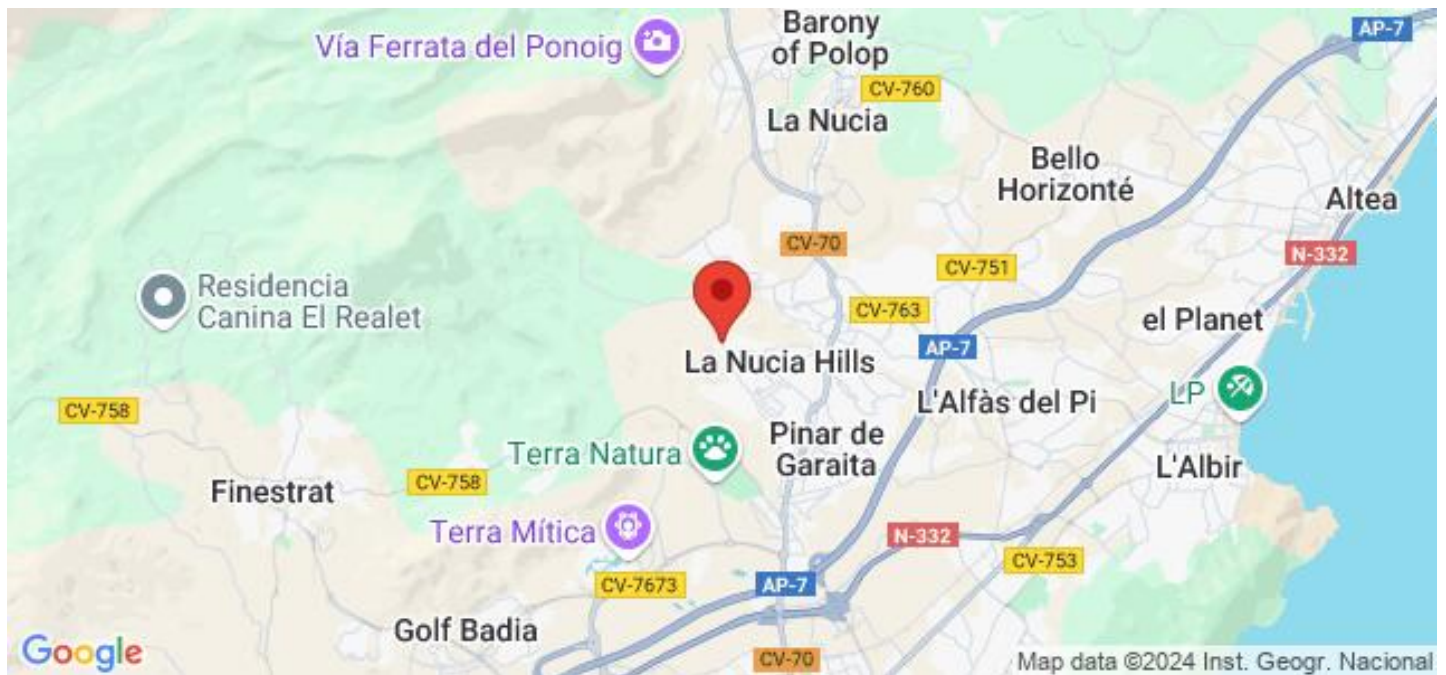 Barony
of Polop
AP-7
Vía Ferrata del Ponoig
CV-760
La Nucia
Bello
Horizonté
Altea
CV-70
N-332
CV-751
Residencia
Canina El Realet
CV-763
el Planet
AP-7
La Nucia Hills
LP
L'Alfàs del Pi
CV-758
Pinar de
Garaita
Terra Natura
L'Albir
CV-758
Finestrat
Terra Mítica
N-332
CV-753
CV-7673
AP-7
Golf Badia
Google
CV-70
Map data ©2024 Inst. Geogr. Nacional